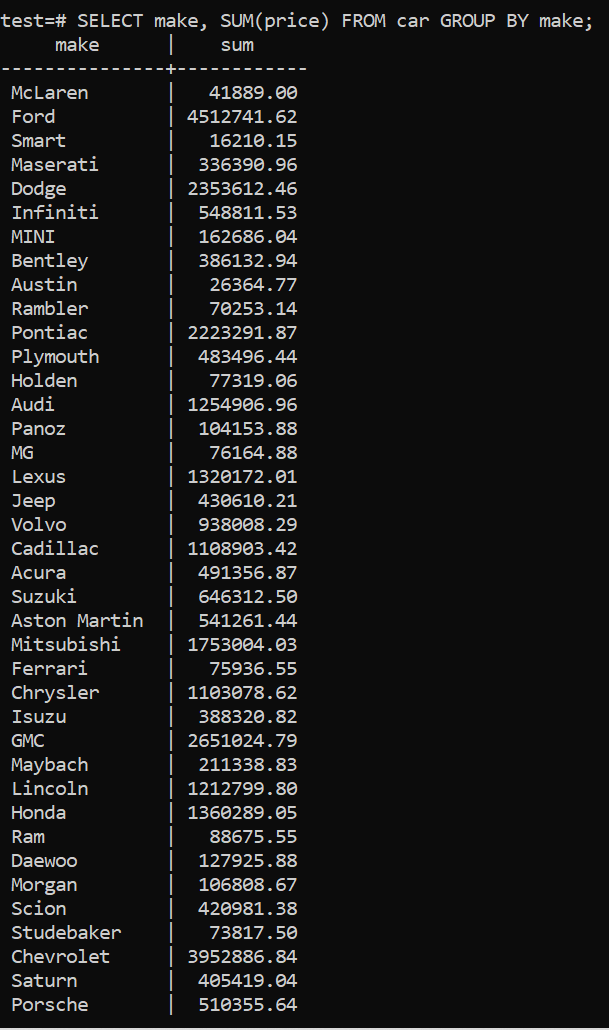 test=# SELECT make, SUM(price) FROM car GROUP BY make;
     make      |    sum
---------------+------------
 McLaren       |   41889.00
 Ford          | 4512741.62
 Smart         |   16210.15
 Maserati      |  336390.96
 Dodge         | 2353612.46
 Infiniti      |  548811.53
 MINI          |  162686.04
 Bentley       |  386132.94
 Austin        |   26364.77
 Rambler       |   70253.14
 Pontiac       | 2223291.87
 Plymouth      |  483496.44
 Holden        |   77319.06
 Audi          | 1254906.96
 Panoz         |  104153.88
 MG            |   76164.88
 Lexus         | 1320172.01
 Jeep          |  430610.21
 Volvo         |  938008.29
 Cadillac      | 1108903.42
 Acura         |  491356.87
 Suzuki        |  646312.50
 Aston Martin  |  541261.44
 Mitsubishi    | 1753004.03
 Ferrari       |   75936.55
 Chrysler      | 1103078.62
 Isuzu         |  388320.82
 GMC           | 2651024.79
 Maybach       |  211338.83
 Lincoln       | 1212799.80
 Honda         | 1360289.05
 Ram           |   88675.55
 Daewoo        |  127925.88
 Morgan        |  106808.67
 Scion         |  420981.38
 Studebaker    |   73817.50
 Chevrolet     | 3952886.84
 Saturn        |  405419.04
 Porsche       |  510355.64